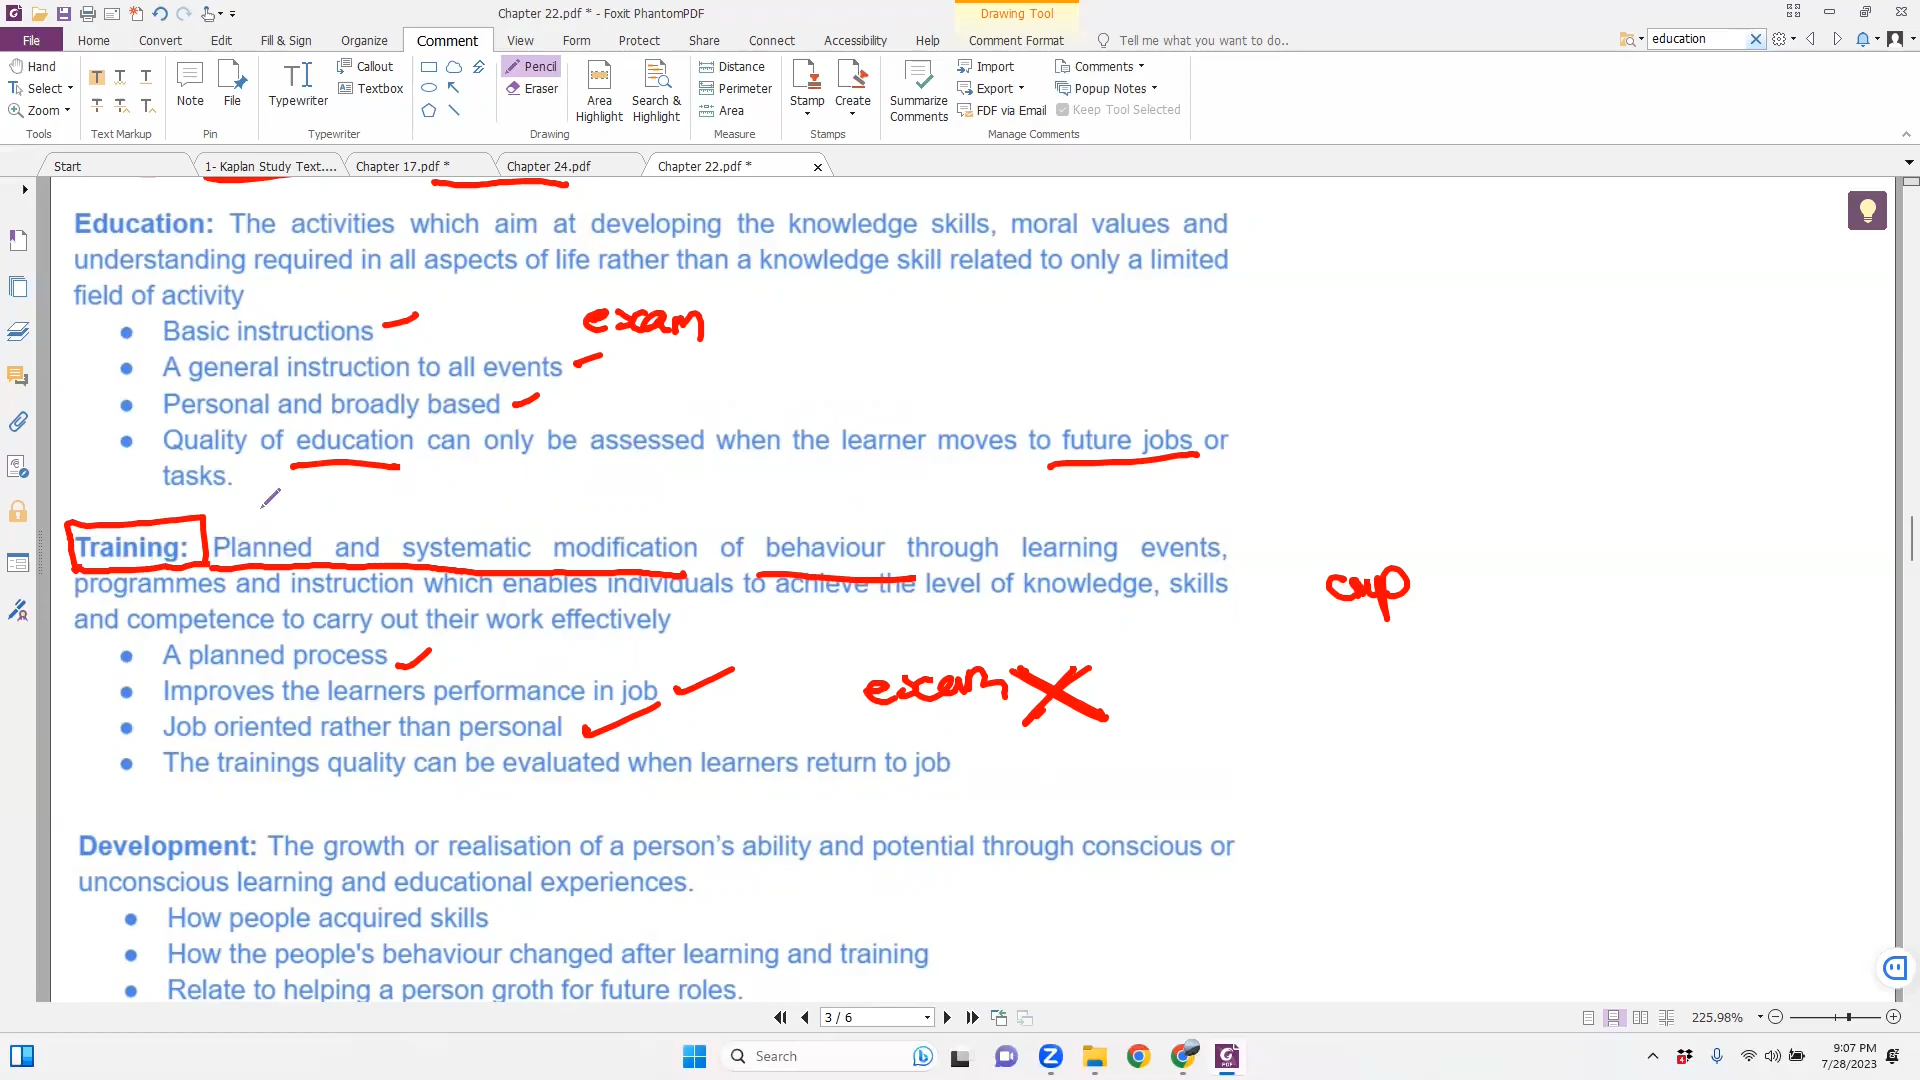 Chapter 22.pdf * - Foxit PhantomPDF
Drawing Tool
File Home Convert Edit Fill & Sign Organize Comment View Form Protect Share Connect Accessibility Help Comment Format Tell me what you want to do.. education
Hand Select Zoom Tools
Text Markup
Note File Pin
Typewriter Callout Textbox Typewriter
Pencil Eraser Area Highlight Search & Highlight Drawing
Distance Perimeter Area Measure
Stamp Create Stamps
Summarize Comments Import Export FDF via Email Comments Popup Notes Keep Tool Selected Manage Comments
Start 1- Kaplan Study Text.... Chapter 17.pdf * Chapter 24.pdf Chapter 22.pdf *
Education: The activities which aim at developing the knowledge skills, moral values and
understanding required in all aspects of life rather than a knowledge skill related to only a limited
field of activity
● Basic instructions
exam
● A general instruction to all events
● Personal and broadly based
● Quality of education can only be assessed when the learner moves to future jobs or
tasks.
Training: Planned and systematic modification of behaviour through learning events,
programmes and instruction which enables individuals to achieve the level of knowledge, skills
and competence to carry out their work effectively
● A planned process
● Improves the learners performance in job
exam
● Job oriented rather than personal
● The trainings quality can be evaluated when learners return to job
Development: The growth or realisation of a person's ability and potential through conscious or
unconscious learning and educational experiences.
● How people acquired skills
● How the people's behaviour changed after learning and training
● Relate to helping a person groth for future roles.
3 / 6
225.98%
Search
9:07 PM
7/28/2023